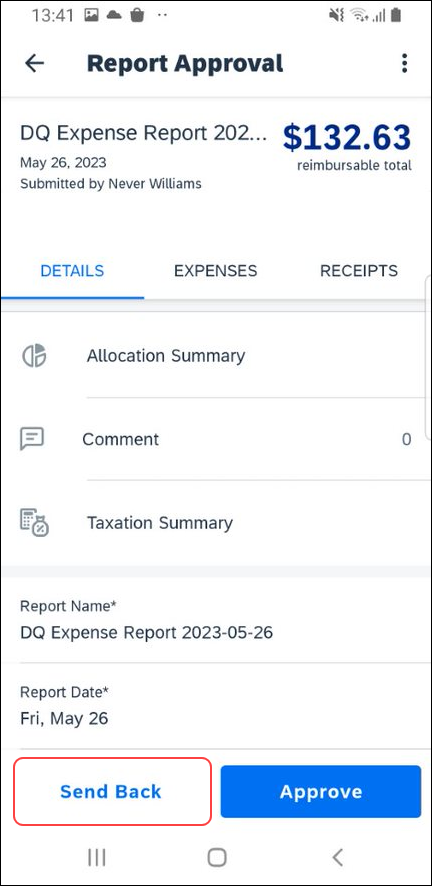 13:41
Report Approval
DQ Expense Report 202...
$132.63
May 26, 2023
reimbursable total
Submitted by Never Williams
DETAILS
EXPENSES
RECEIPTS
Allocation Summary
Comment
0
Taxation Summary
Report Name*
DQ Expense Report 2023-05-26
Report Date*
Fri, May 26
Send Back
Approve